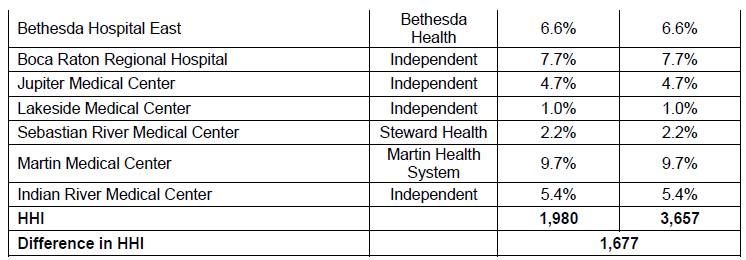 Bethesda Hospital East Bethesda Health 6.6% 6.6%
Boca Raton Regional Hospital Independent 7.7% 7.7%
Jupiter Medical Center Independent 4.7% 4.7%
Lakeside Medical Center Independent 1.0% 1.0%
Sebastian River Medical Center Steward Health 2.2% 2.2%
Martin Medical Center Martin Health System 9.7% 9.7%
Indian River Medical Center Independent 5.4% 5.4%
HHI 1,980 3,657
Difference in HHI 1,677